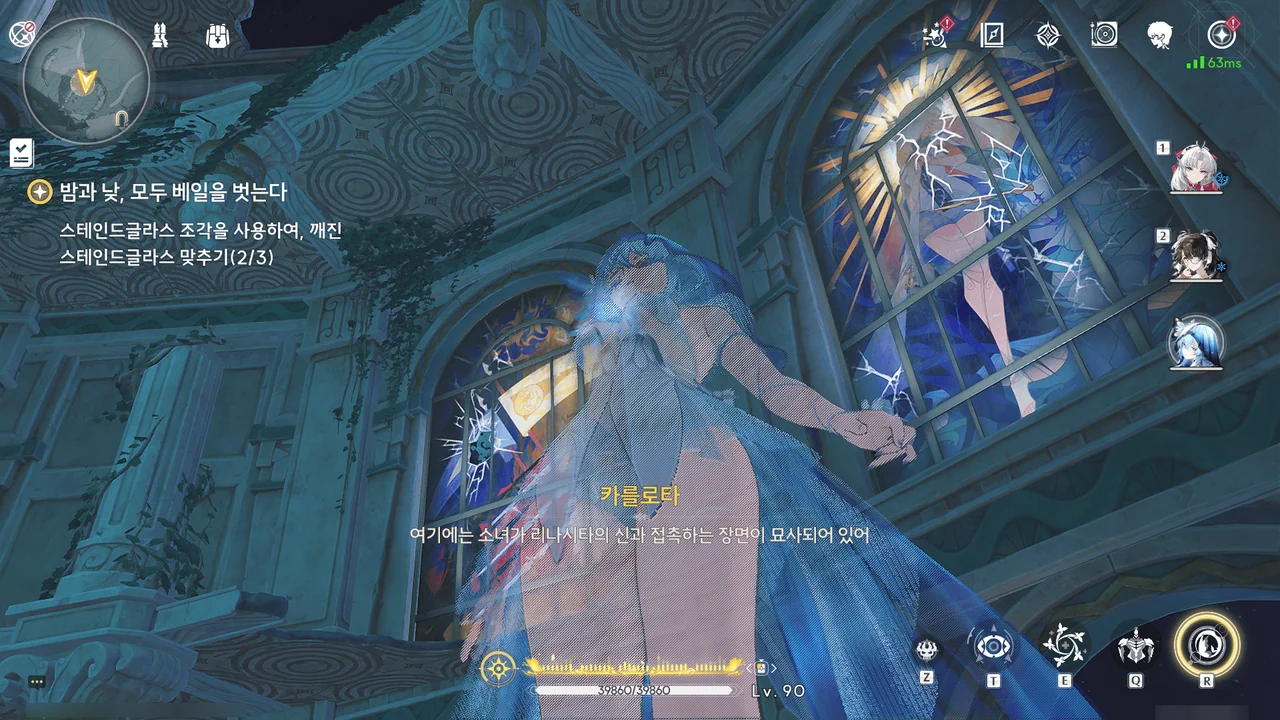 63ms
1
밤과 낮, 모두 베일을 벗는다
스테인드글라스 조각을 사용하여, 깨진
스테인드글라스 맞추기(2/3)
2
카를로타
여기에는 소녀가 리나시타의 신과 접촉하는 장면이 묘사되어 있어
39860/39860
Lv. 90
Z
T
E
Q
R